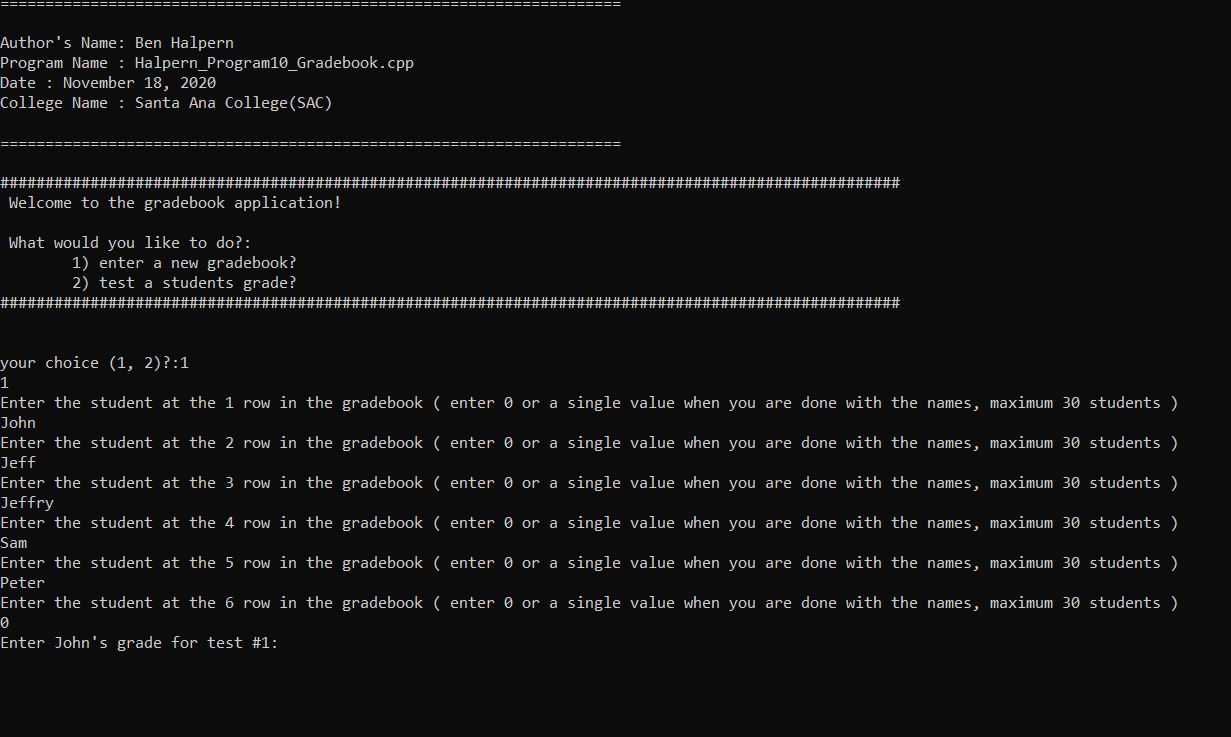 =====================================================================
Author's Name: Ben Halpern
Program Name : Halpern_Program10_Gradebook.cpp
Date : November 18, 2020
College Name : Santa Ana College(SAC)
=====================================================================
####################################################################################################
Welcome to the gradebook application!
What would you like to do?:
1) enter a new gradebook?
2) test a students grade?
####################################################################################################
your choice (1, 2)?:1
1
Enter the student at the 1 row in the gradebook ( enter 0 or a single value when you are done with the names, maximum 30 students )
John
Enter the student at the 2 row in the gradebook ( enter 0 or a single value when you are done with the names, maximum 30 students )
Jeff
Enter the student at the 3 row in the gradebook ( enter 0 or a single value when you are done with the names, maximum 30 students )
Jeffry
Enter the student at the 4 row in the gradebook ( enter 0 or a single value when you are done with the names, maximum 30 students )
Sam
Enter the student at the 5 row in the gradebook ( enter 0 or a single value when you are done with the names, maximum 30 students )
Peter
Enter the student at the 6 row in the gradebook ( enter 0 or a single value when you are done with the names, maximum 30 students )
0
Enter John's grade for test #1: